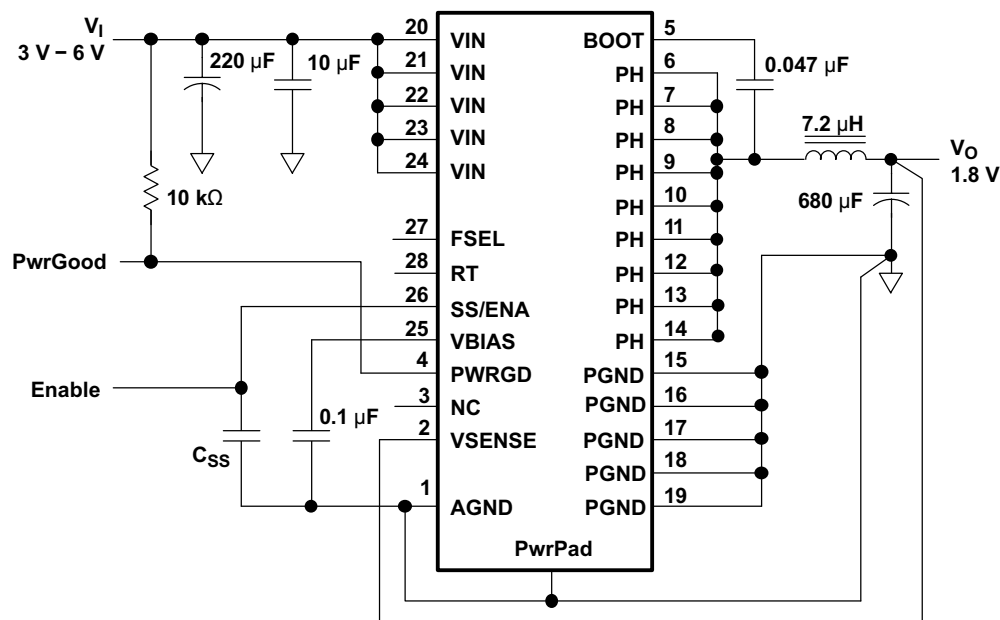 VI
3 V – 6 V
220 µF
10 µF
10 kΩ
PwrGood
Enable
CSS
0.1 µF
20 VIN
21 VIN
22 VIN
23 VIN
24 VIN
27 FSEL
28 RT
26 SS/ENA
25 VBIAS
4 PWRGD
3 NC
2 VSENSE
1 AGND
PwrPad
BOOT 5
PH 6
PH 7
PH 8
PH 9
PH 10
PH 11
PH 12
PH 13
PH 14
PGND 15
PGND 16
PGND 17
PGND 18
PGND 19
0.047 µF
7.2 µH
VO
1.8 V
680 µF